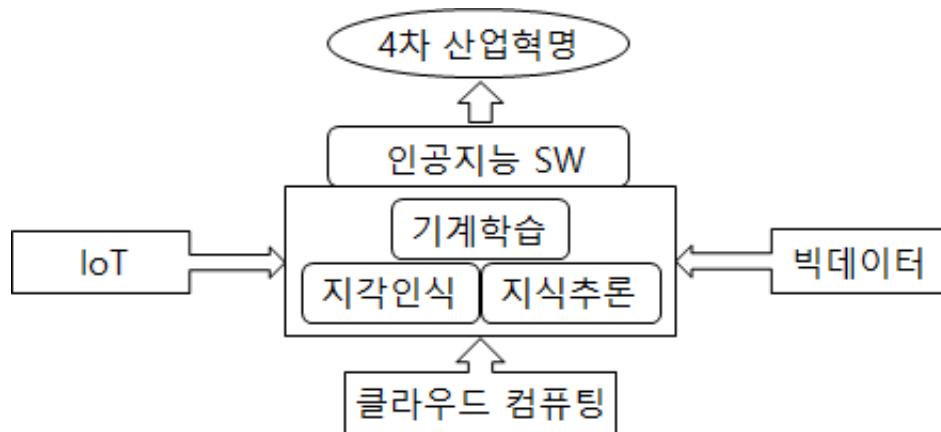 4차 산업혁명
인공지능 SW
기계학습
IoT
지각인식
지식추론
빅데이터
클라우드 컴퓨팅